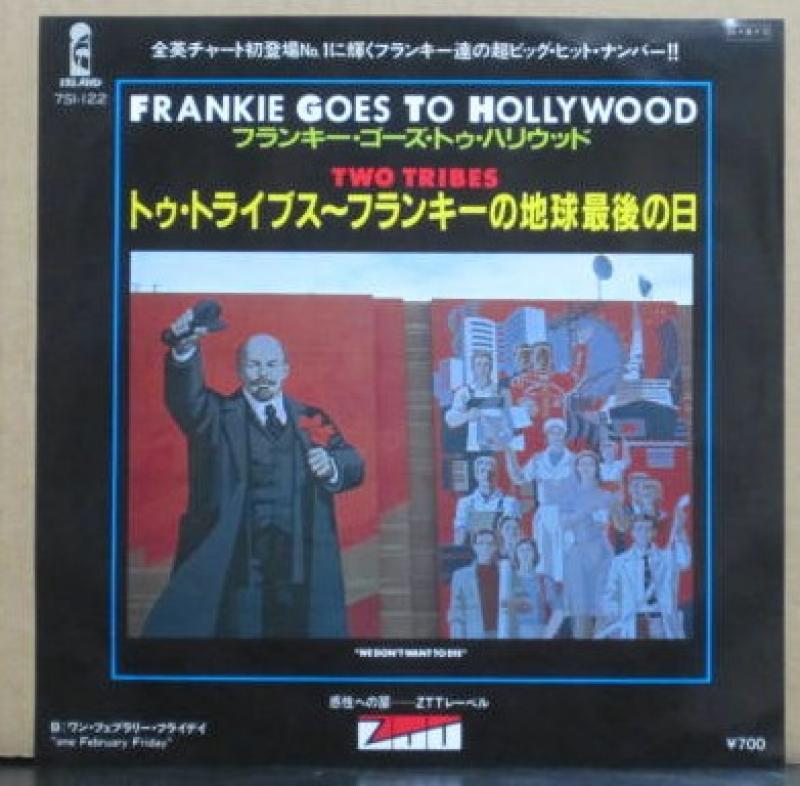 全英チャート初登場No.1に輝くフランキー達の超ビッグ・ヒット・ナンバー!!
ISLAND
7SI-122
FRANKIE GOES TO HOLLYWOOD
フランキー・ゴーズ・トゥ・ハリウッド
TWO TRIBES
トゥ・トライブス〜フランキーの地球最後の日
"WE DON'T WANT TO DIE"
感性への扉——ZTTレーベル
ZTT
B:ワン・フェブラリー・フライデイ
"one February Friday"
¥700